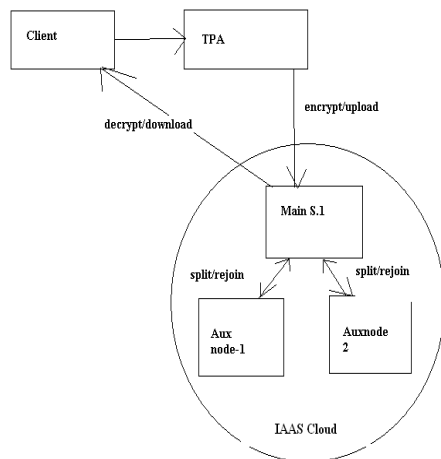 Client
TPA
encrypt/upload
decrypt/download
Main S.1
split/rejoin
split/rejoin
Aux
node-1
Auxnode
2
IAAS Cloud